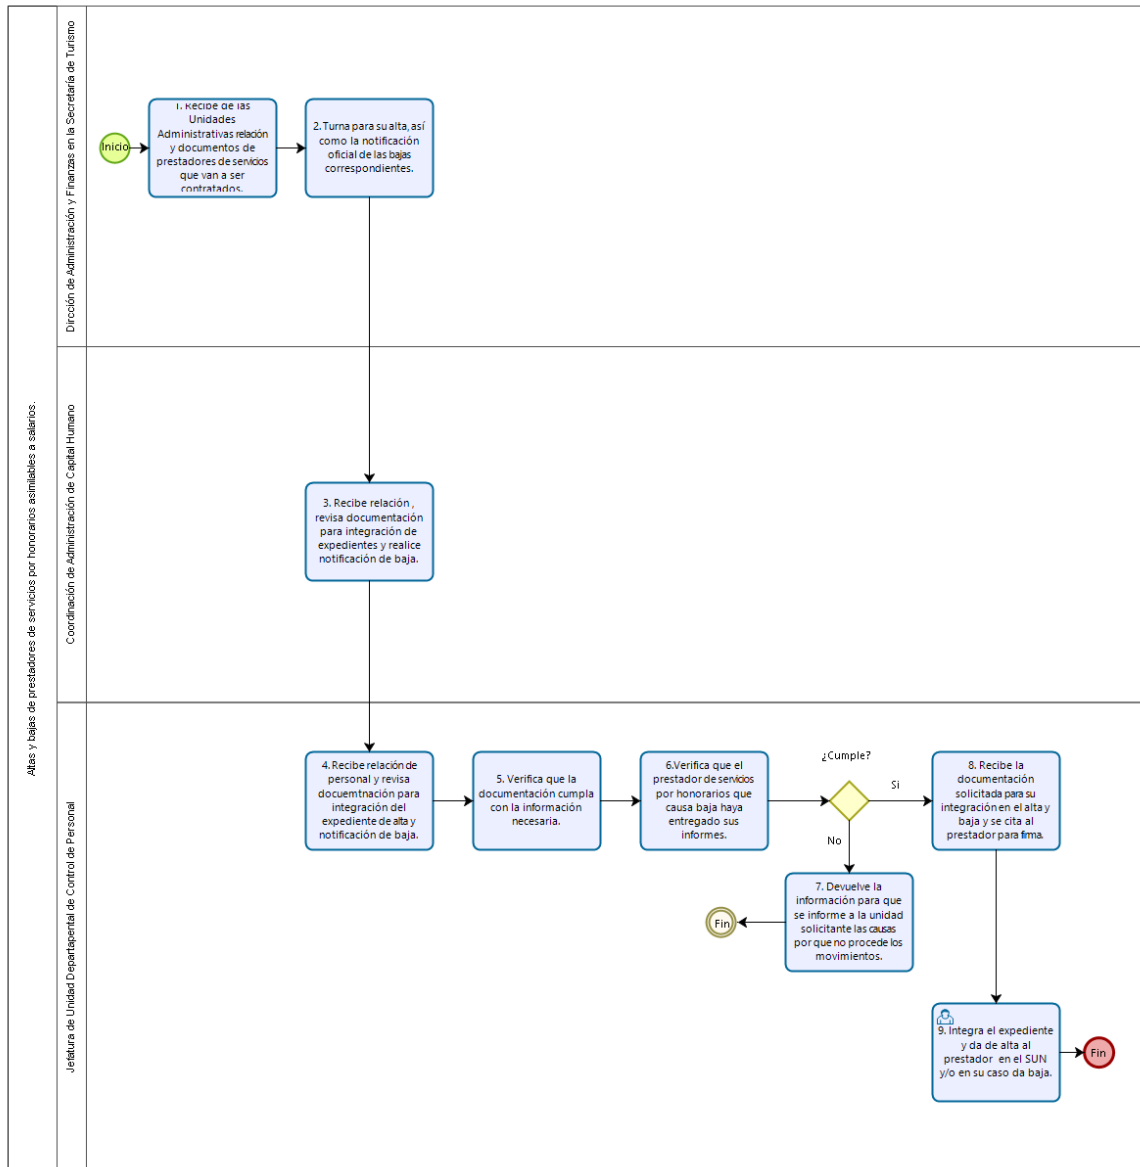 Altas y bajas de prestadores de servicios por honorarios asimilables a salarios.
Dircción de Administración y Finanzas en la Secretaría de Turismo
Inicio
1. Recibe de las
Unidades
Administrativas relación
y documentos de
prestadores de servicios
que van a ser
contratados.
2. Turna para su alta, así
como la notificación
oficial de las bajas
correspondientes.
Coordinación de Administración de Capital Humano
3. Recibe relación ,
revisa documentación
para integración de
expedientes y realice
notificación de baja.
Jefatura de Unidad Departapental de Control de Personal
4. Recibe relación de
personal y revisa
docuemtnación para
integración del
expediente de alta y
notificación de baja.
5. Verifica que la
documentación cumpla
con la información
necesaria.
6.Verifica que el
prestador de servicios
por honorarios que
causa baja haya
entregado sus
informes.
¿Cumple?
Si
No
8. Recibe la
documentación
solicitada para su
integración en el alta y
baja y se cita al
prestador para firma.
7. Devuelve la
información para que
se informe a la unidad
solicitante las causas
por que no procede los
movimientos.
Fin
9. Integra el expediente
y da de alta al
prestador en el SUN
y/o en su caso da baja.
Fin